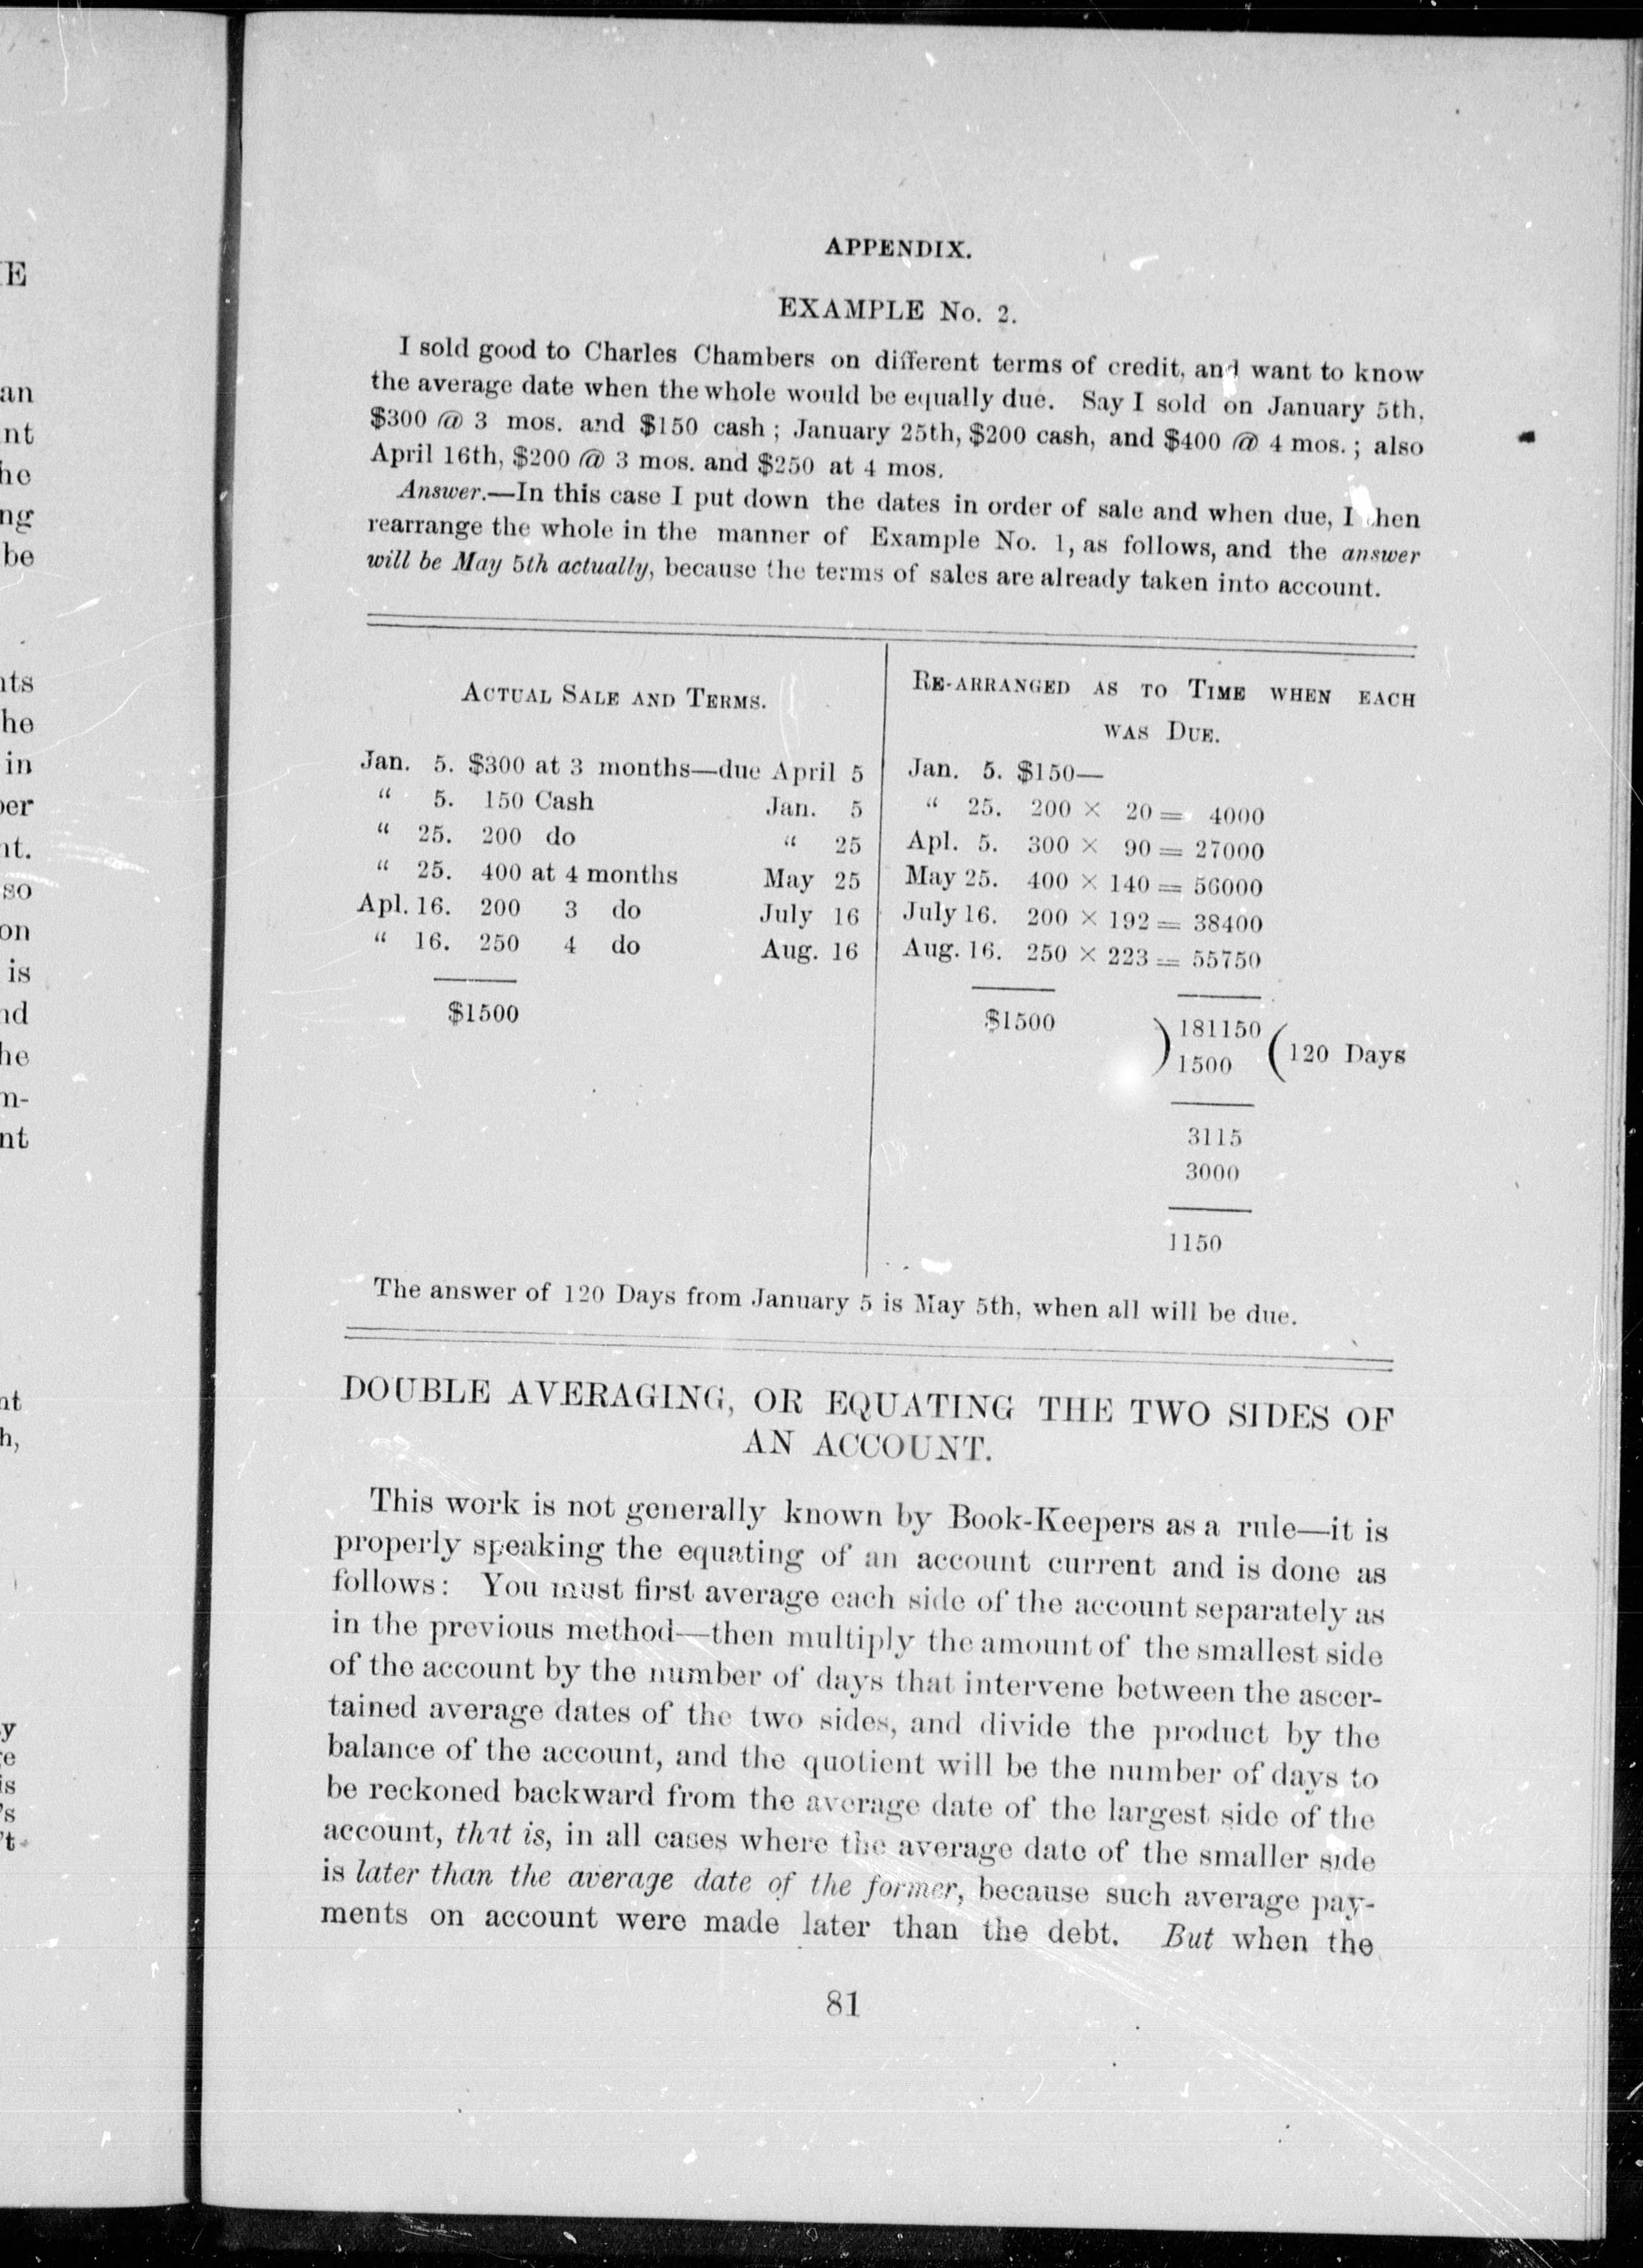 APPENDIX.
EXAMPLE No. 2.
I sold good to Charles Chambers on different terms of credit, and want to know
the average date when the whole would be equally due. Say I sold on January 5th,
$300 @ 3 mos. and $150 cash ; January 25th, $200 cash, and $400 @ 4 mos. ; also
April 16th, $200 @ 3 mos. and $250 at 4 mos.
Answer.—In this case I put down the dates in order of sale and when due, I then
rearrange the whole in the manner of Example No. 1, as follows, and the answer
will be May 5th actually, because the terms of sales are already taken into account.
ACTUAL SALE AND TERMS.
Jan. 5. $300 at 3 months—due April 5
“ 5. 150 Cash Jan. 5
“ 25. 200 do “ 25
“ 25. 400 at 4 months May 25
Apl. 16. 200 3 do July 16
“ 16. 250 4 do Aug. 16
$1500
RE-ARRANGED AS TO TIME WHEN EACH
WAS DUE.
Jan. 5. $150—
“ 25. 200 × 20 = 4000
Apl. 5. 300 × 90 = 27000
May 25. 400 × 140 = 56000
July 16. 200 × 192 = 38400
Aug. 16. 250 × 223 = 55750
$1500 ) 181150 ( 120 Days
1500
3115
3000
1150
The answer of 120 Days from January 5 is May 5th, when all will be due.
DOUBLE AVERAGING, OR EQUATING THE TWO SIDES OF
AN ACCOUNT.
This work is not generally known by Book-Keepers as a rule—it is
properly speaking the equating of an account current and is done as
follows: You must first average each side of the account separately as
in the previous method—then multiply the amount of the smallest side
of the account by the number of days that intervene between the ascer-
tained average dates of the two sides, and divide the product by the
balance of the account, and the quotient will be the number of days to
be reckoned backward from the average date of the largest side of the
account, that is, in all cases where the average date of the smaller side
is later than the average date of the former, because such average pay-
ments on account were made later than the debt. But when the
81